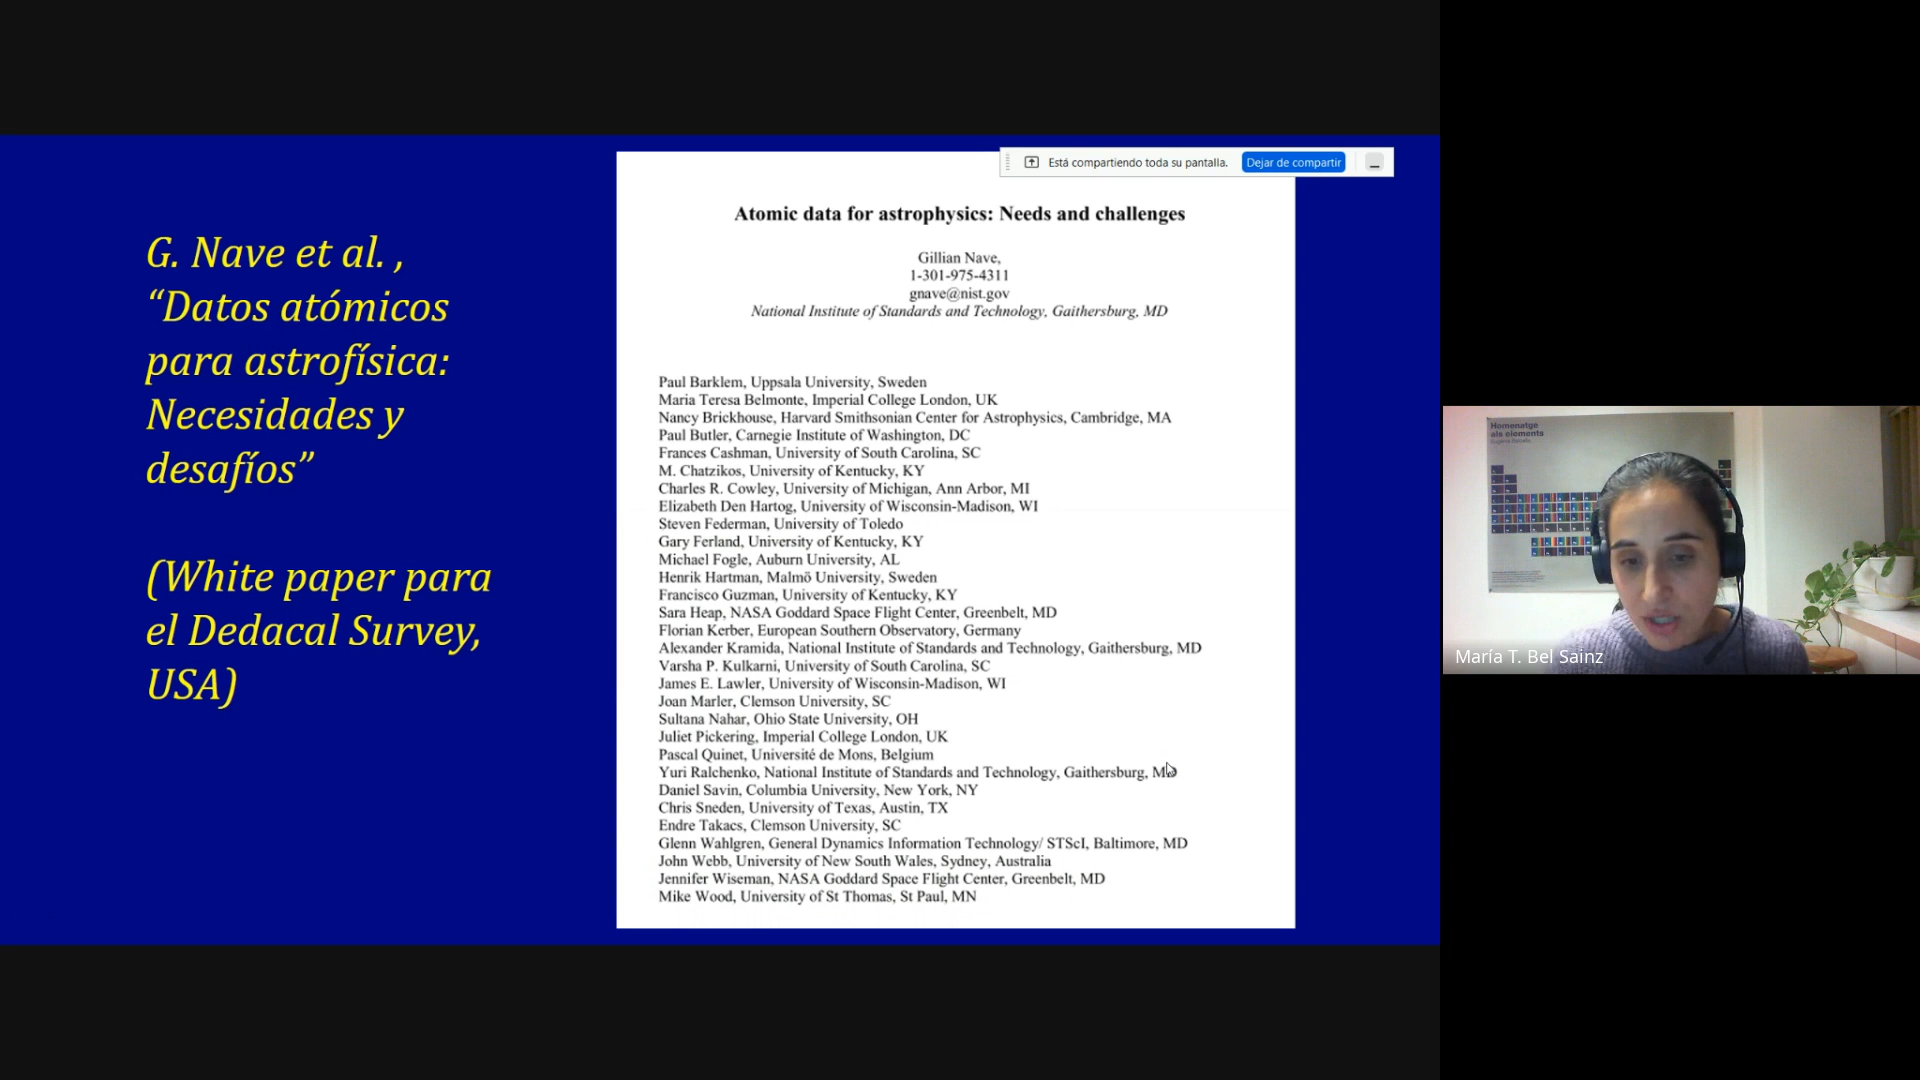 G. Nave et al. ,
“Datos atómicos
para astrofísica:
Necesidades y
desafíos”
(White paper para
el Dedacal Survey,
USA)
Está compartiendo toda su pantalla.
Dejar de compartir
Atomic data for astrophysics: Needs and challenges
Gillian Nave,
1-301-975-4311
gnave@nist.gov
National Institute of Standards and Technology, Gaithersburg, MD
Paul Barklem, Uppsala University, Sweden
Maria Teresa Belmonte, Imperial College London, UK
Nancy Brickhouse, Harvard Smithsonian Center for Astrophysics, Cambridge, MA
Paul Butler, Carnegie Institute of Washington, DC
Frances Cashman, University of South Carolina, SC
M. Chatzikos, University of Kentucky, KY
Charles R. Cowley, University of Michigan, Ann Arbor, MI
Elizabeth Den Hartog, University of Wisconsin-Madison, WI
Steven Federman, University of Toledo
Gary Ferland, University of Kentucky, KY
Michael Fogle, Auburn University, AL
Henrik Hartman, Malmö University, Sweden
Francisco Guzman, University of Kentucky, KY
Sara Heap, NASA Goddard Space Flight Center, Greenbelt, MD
Florian Kerber, European Southern Observatory, Germany
Alexander Kramida, National Institute of Standards and Technology, Gaithersburg, MD
Varsha P. Kulkarni, University of South Carolina, SC
James E. Lawler, University of Wisconsin-Madison, WI
Joan Marler, Clemson University, SC
Sultana Nahar, Ohio State University, OH
Juliet Pickering, Imperial College London, UK
Pascal Quinet, Université de Mons, Belgium
Yuri Ralchenko, National Institute of Standards and Technology, Gaithersburg, MD
Daniel Savin, Columbia University, New York, NY
Chris Sneden, University of Texas, Austin, TX
Endre Takacs, Clemson University, SC
Glenn Wahlgren, General Dynamics Information Technology/ STScI, Baltimore, MD
John Webb, University of New South Wales, Sydney, Australia
Jennifer Wiseman, NASA Goddard Space Flight Center, Greenbelt, MD
Mike Wood, University of St Thomas, St Paul, MN
Homenatge
als elements
María T. Bel Sainz